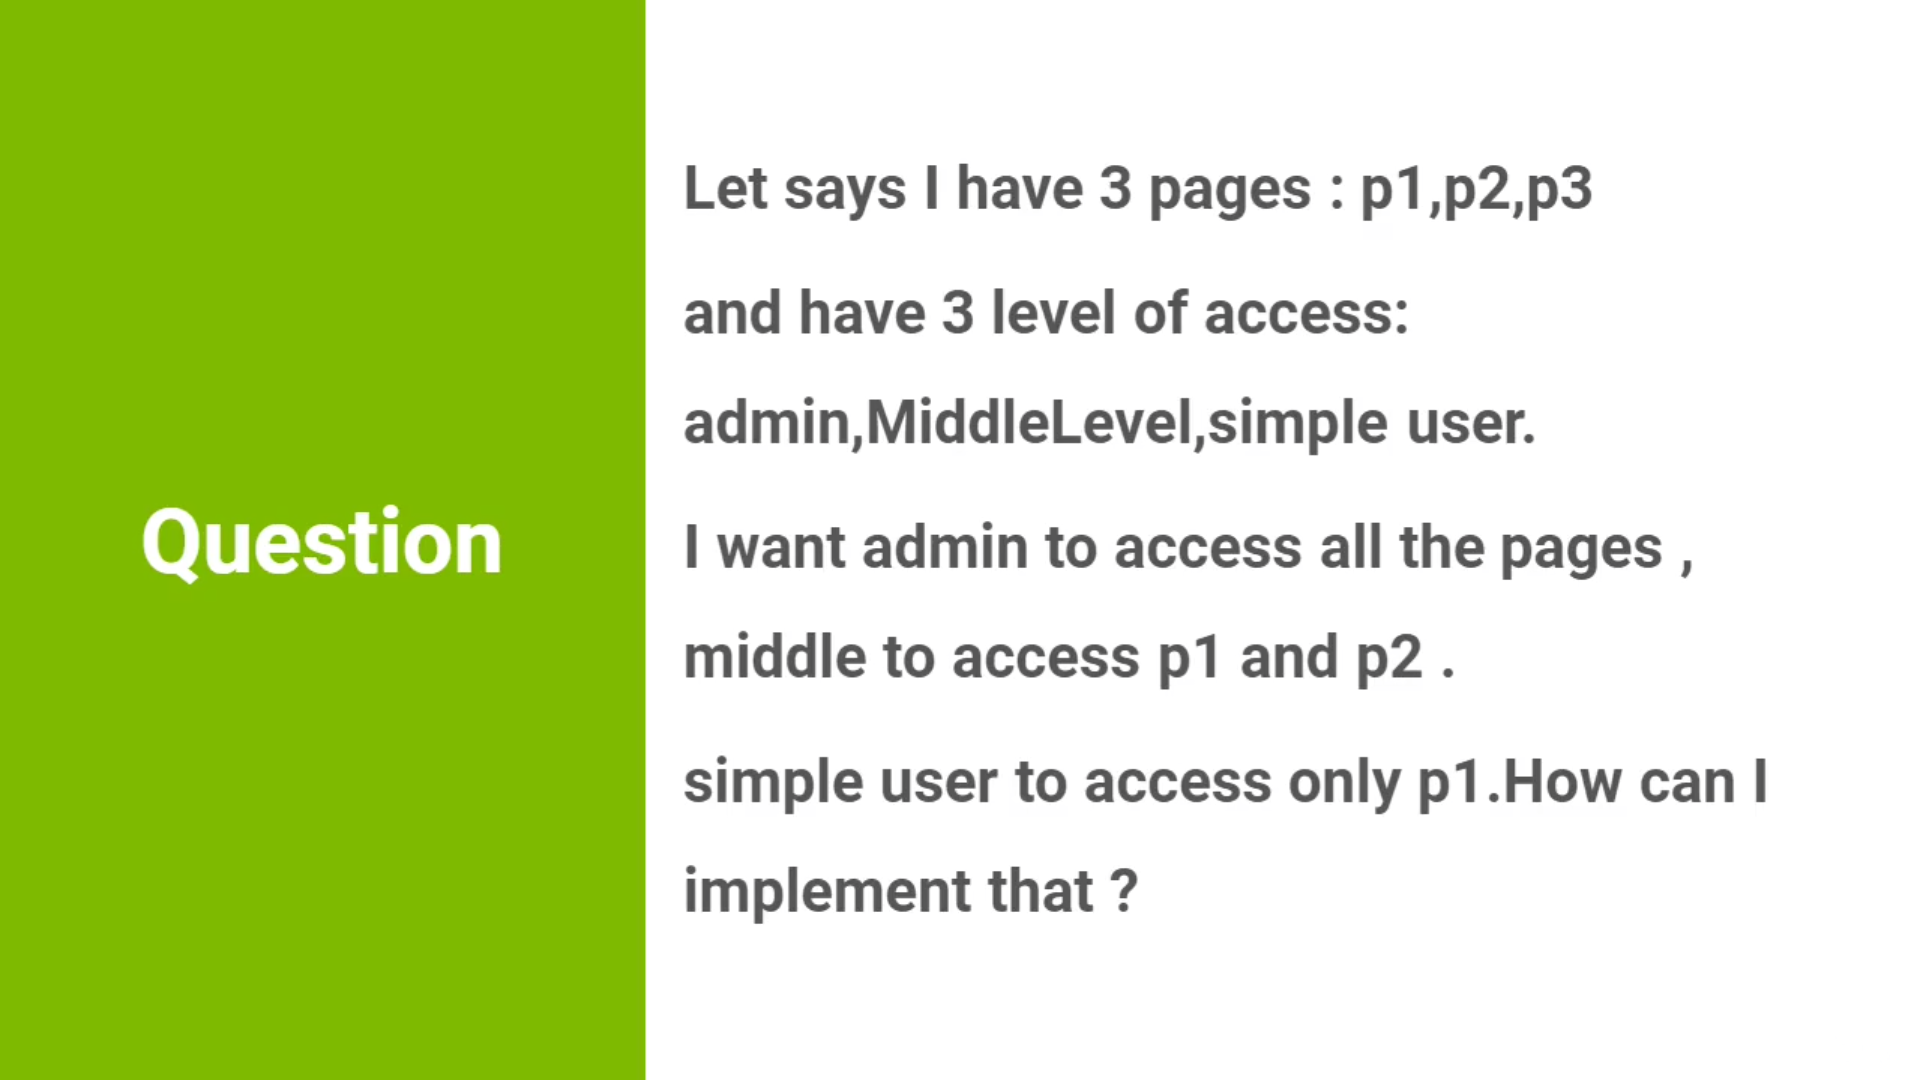 Question
Let says I have 3 pages : p1,p2,p3
and have 3 level of access:
admin,MiddleLevel,simple user.
I want admin to access all the pages ,
middle to access p1 and p2 .
simple user to access only p1.How can I
implement that ?